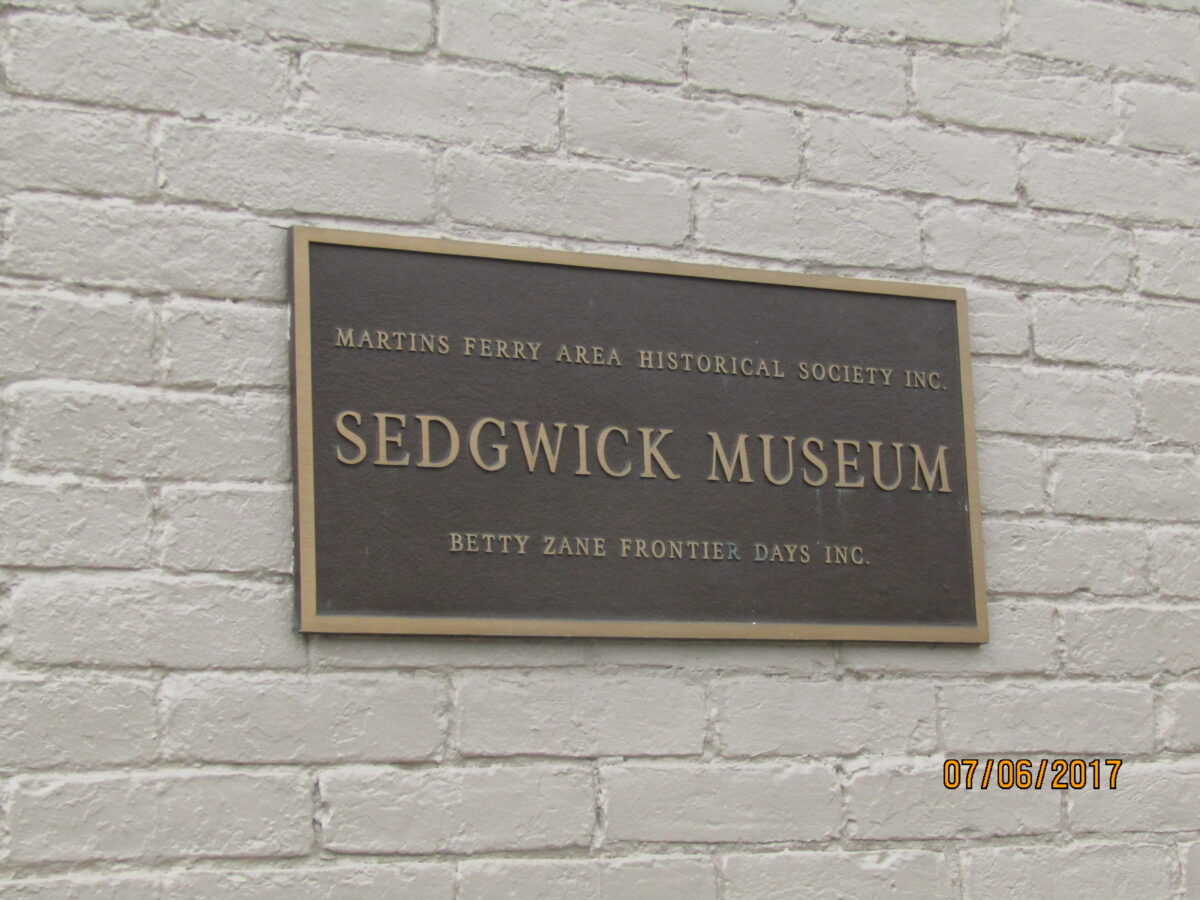 MARTINS FERRY AREA HISTORICAL SOCIETY INC.
SEDGWICK MUSEUM
BETTY ZANE FRONTIER DAYS INC.
07/06/2017